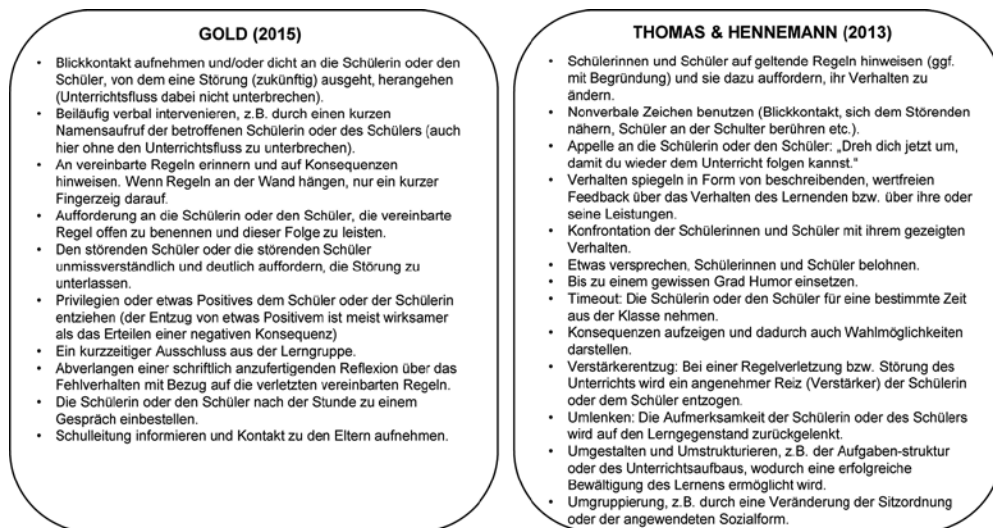 GOLD (2015)
• Blickkontakt aufnehmen und/oder dicht an die Schülerin oder den
Schüler, von dem eine Störung (zukünftig) ausgeht, herangehen
(Unterrichtsfluss dabei nicht unterbrechen).
• Beiläufig verbal intervenieren, z.B. durch einen kurzen
Namensaufruf der betroffenen Schülerin oder des Schülers (auch
hier ohne den Unterrichtsfluss zu unterbrechen).
• An vereinbarte Regeln erinnern und auf Konsequenzen
hinweisen. Wenn Regeln an der Wand hängen, nur ein kurzer
Fingerzeig darauf.
• Aufforderung an die Schülerin oder den Schüler, die vereinbarte
Regel offen zu benennen und dieser Folge zu leisten.
• Den störenden Schüler oder die störenden Schüler
unmissverständlich und deutlich auffordern, die Störung zu
unterlassen.
• Privilegien oder etwas Positives dem Schüler oder der Schülerin
entziehen (der Entzug von etwas Positivem ist meist wirksamer
als das Erteilen einer negativen Konsequenz)
• Ein kurzzeitiger Ausschluss aus der Lerngruppe.
• Abverlangen einer schriftlich anzufertigenden Reflexion über das
Fehlverhalten mit Bezug auf die verletzten vereinbarten Regeln.
• Die Schülerin oder den Schüler nach der Stunde zu einem
Gespräch einbestellen.
• Schulleitung informieren und Kontakt zu den Eltern aufnehmen.
THOMAS & HENNEMANN (2013)
• Schülerinnen und Schüler auf geltende Regeln hinweisen (ggf.
mit Begründung) und sie dazu auffordern, ihr Verhalten zu
ändern.
• Nonverbale Zeichen benutzen (Blickkontakt, sich dem Störenden
nähern, Schüler an der Schulter berühren etc.).
• Appelle an die Schülerin oder den Schüler: „Dreh dich jetzt um,
damit du wieder dem Unterricht folgen kannst.“
• Verhalten spiegeln in Form von beschreibenden, wertfreien
Feedback über das Verhalten des Lernenden bzw. über ihre oder
seine Leistungen.
• Konfrontation der Schülerinnen und Schüler mit ihrem gezeigten
Verhalten.
• Etwas versprechen, Schülerinnen und Schüler belohnen.
• Bis zu einem gewissen Grad Humor einsetzen.
• Timeout: Die Schülerin oder den Schüler für eine bestimmte Zeit
aus der Klasse nehmen.
• Konsequenzen aufzeigen und dadurch auch Wahlmöglichkeiten
darstellen.
• Verstärkerentzug: Bei einer Regelverletzung bzw. Störung des
Unterrichts wird ein angenehmer Reiz (Verstärker) der Schülerin
oder dem Schüler entzogen.
• Umlenken: Die Aufmerksamkeit der Schülerin oder des Schülers
wird auf den Lerngegenstand zurückgelenkt.
• Umgestalten und Umstrukturieren, z.B. der Aufgaben-struktur
oder des Unterrichtsaufbaus, wodurch eine erfolgreiche
Bewältigung des Lernens ermöglicht wird.
• Umgruppierung, z.B. durch eine Veränderung der Sitzordnung
oder der angewendeten Sozialform.